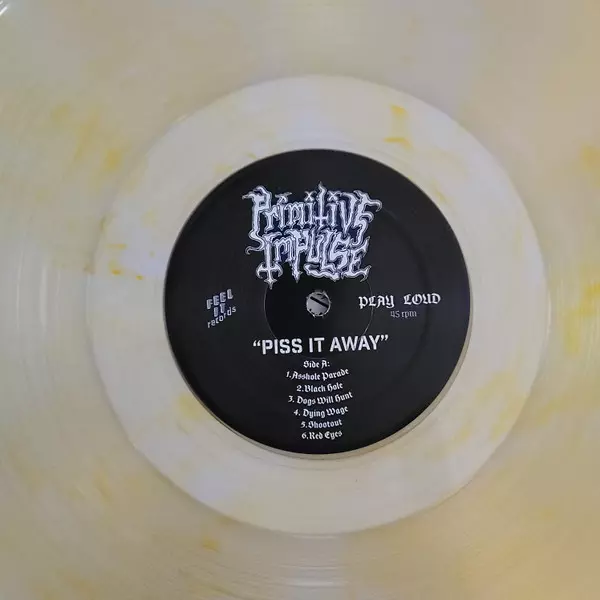 Primitive
Impulse
FEEL
IT
records
PLAY LOUD
45 rpm
"PISS IT AWAY"
Side A:
1. Asshole Parade
2. Black Hole
3. Dogs Will Hunt
4. Dying Wage
5. Shootout
6. Red Eyes